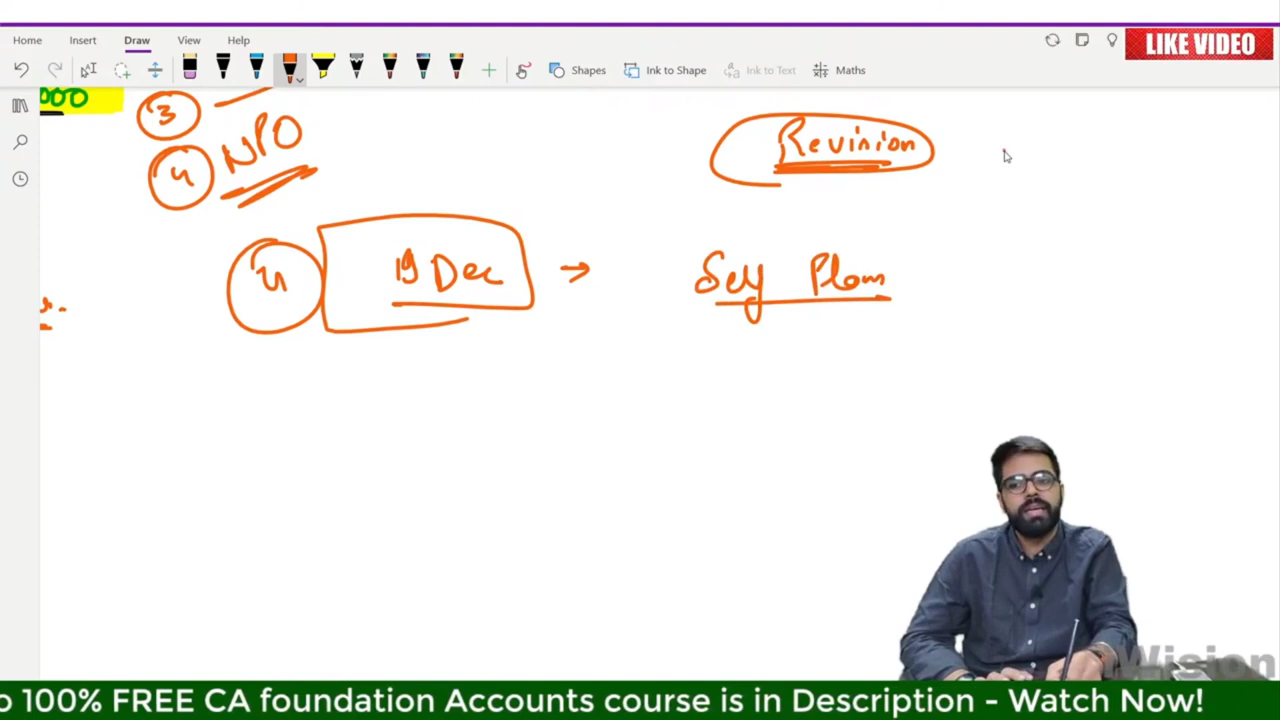 Home Insert Draw View Help
LIKE VIDEO
Shapes Ink to Shape Ink to Text Maths
000
3
4 NPO
Revision
4 19 Dec → Self Plan
Wision
o 100% FREE CA foundation Accounts course is in Description - Watch Now!